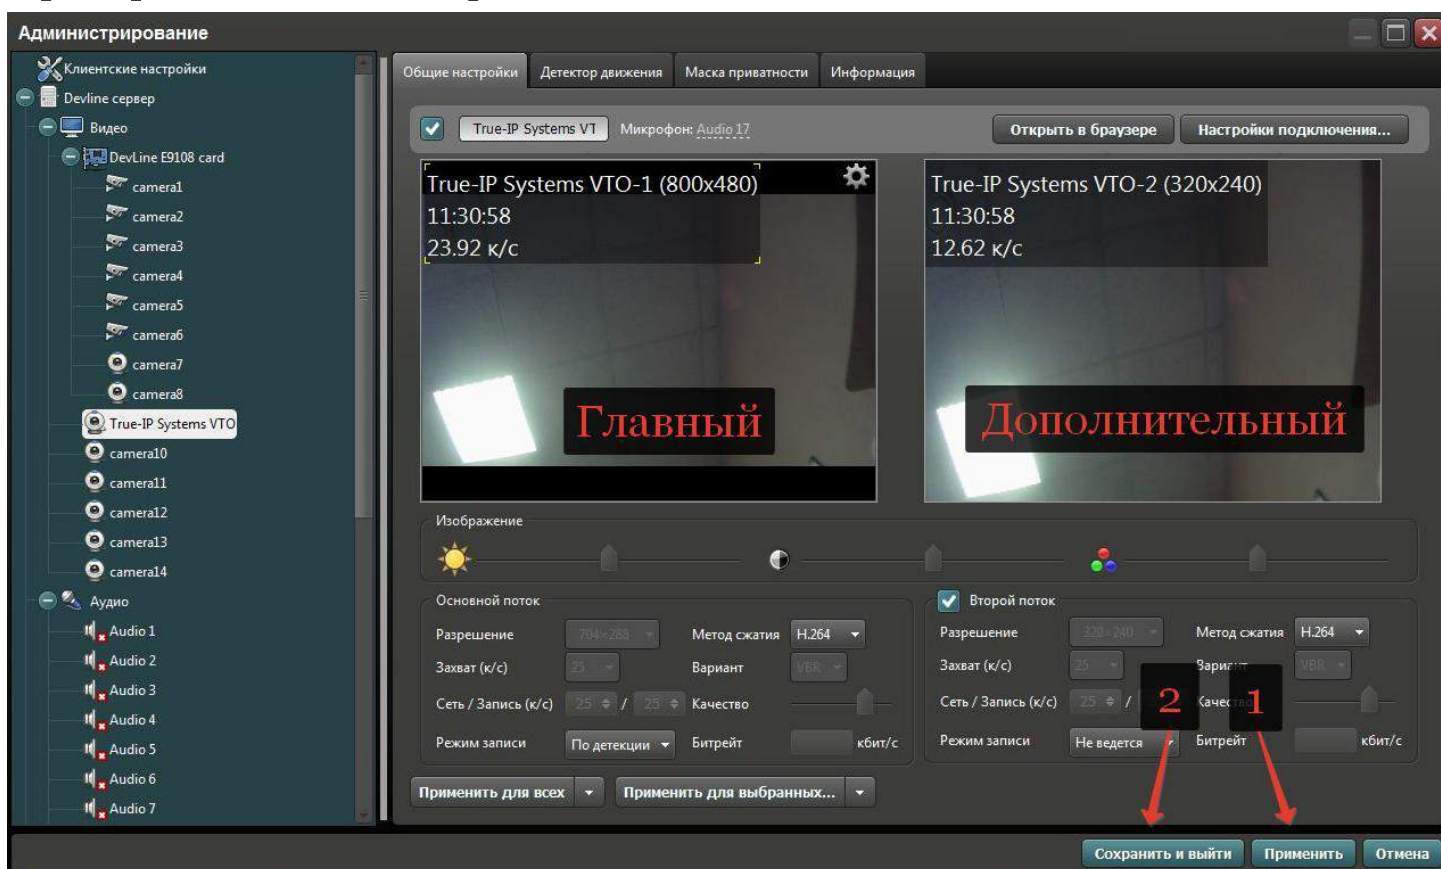 Администрирование
Клиентские настройки
Devline сервер
Видео
DevLine E9108 card
camera1
camera2
camera3
camera4
camera5
camera6
camera7
camera8
True-IP Systems VTO
camera10
camera11
camera12
camera13
camera14
Аудио
Audio 1
Audio 2
Audio 3
Audio 4
Audio 5
Audio 6
Audio 7
Общие настройки Детектор движения Маска приватности Информация
True-IP Systems VT Микрофон: Audio 17 Открыть в браузере Настройки подключения...
True-IP Systems VTO-1 (800x480)
11:30:58
23.92 к/с
Главный
True-IP Systems VTO-2 (320x240)
11:30:58
12.62 к/с
Дополнительный
Изображение
Основной поток
Разрешение 704×288 Метод сжатия H.264
Захват (к/с) 25 Вариант VBR
Сеть / Запись (к/с) 25 / 25 Качество
Режим записи По детекции Битрейт кбит/с
Второй поток
Разрешение 320×240 Метод сжатия H.264
Захват (к/с) 25 Вариант VBR
Сеть / Запись (к/с) 25 / 2 Качество 1
Режим записи Не ведется Битрейт кбит/с
Применить для всех Применить для выбранных...
Сохранить и выйти Применить Отмена